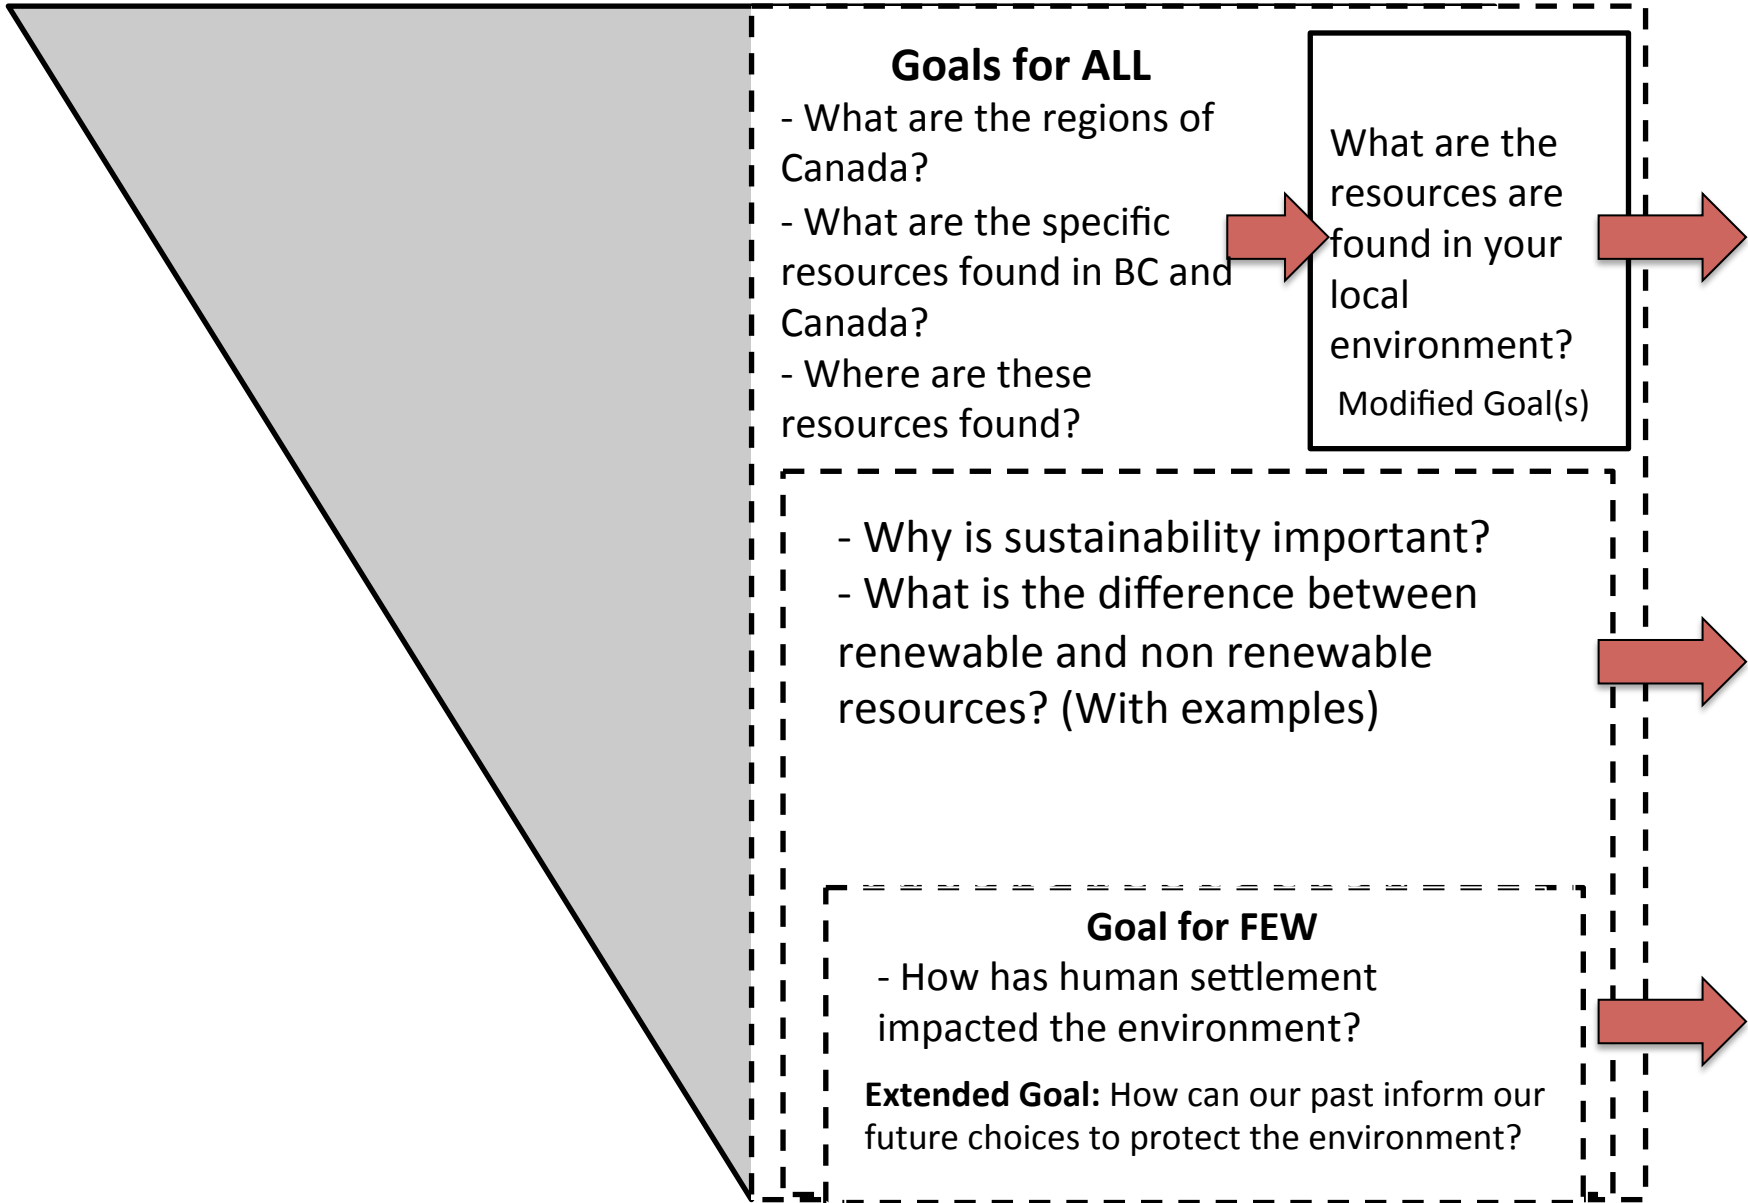 Goals for ALL
- What are the regions of
Canada?
- What are the specific
resources found in BC and
Canada?
- Where are these
resources found?
What are the
resources are
found in your
local
environment?
Modified Goal(s)
- Why is sustainability important?
- What is the difference between
renewable and non renewable
resources? (With examples)
Goal for FEW
- How has human settlement
impacted the environment?
Extended Goal: How can our past inform our
future choices to protect the environment?